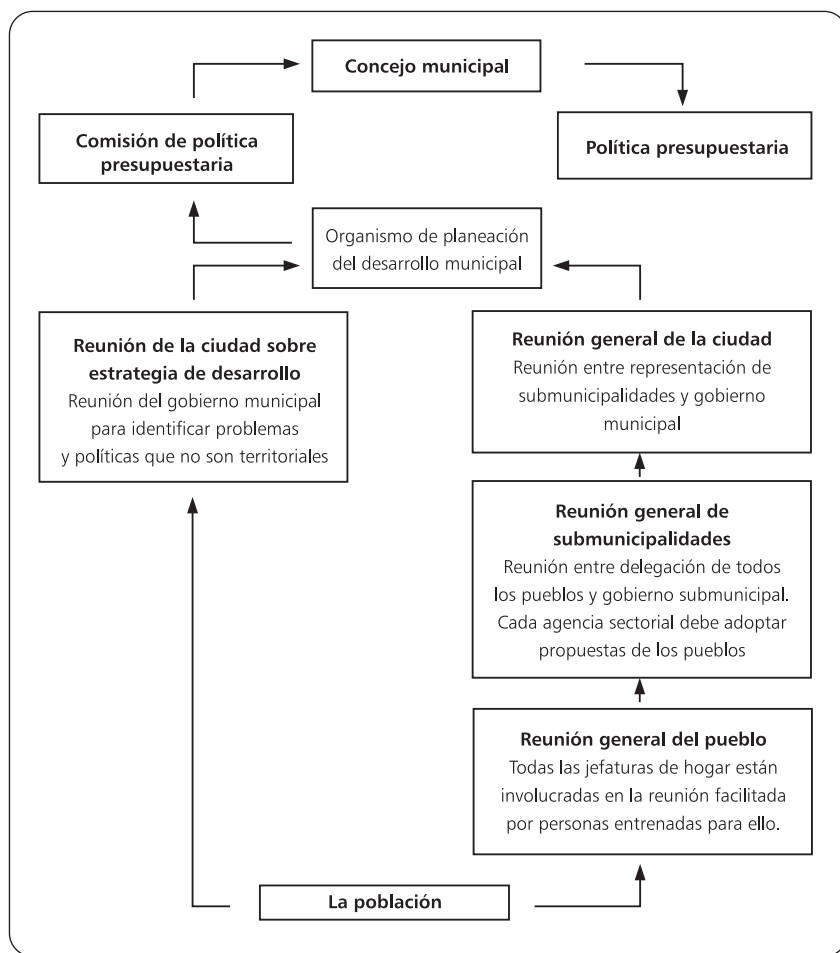 Concejo municipal
Comisión de política
presupuestaria
Política presupuestaria
Organismo de planeación
del desarrollo municipal
Reunión de la ciudad sobre
estrategia de desarrollo
Reunión del gobierno municipal
para identificar problemas
y políticas que no son territoriales
Reunión general de la ciudad
Reunión entre representación de
submunicipalidades y gobierno
municipal
Reunión general de
submunicipalidades
Reunión entre delegación de todos
los pueblos y gobierno submunicipal.
Cada agencia sectorial debe adoptar
propuestas de los pueblos
Reunión general del pueblo
Todas las jefaturas de hogar están
involucradas en la reunión facilitada
por personas entrenadas para ello.
La población